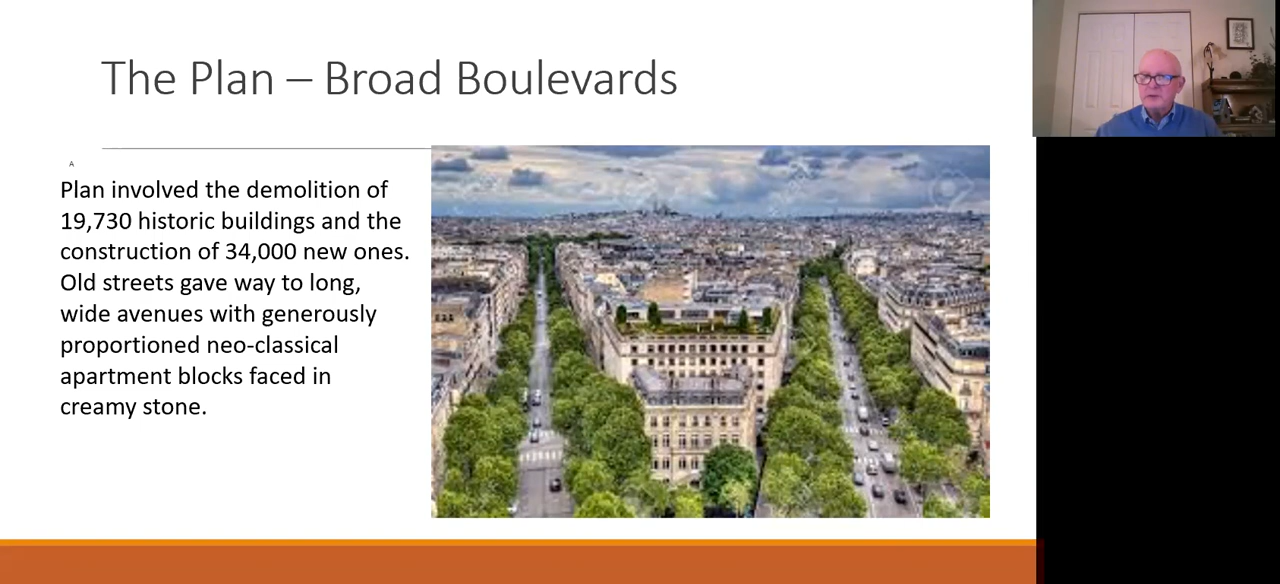 The Plan – Broad Boulevards
A
Plan involved the demolition of
19,730 historic buildings and the
construction of 34,000 new ones.
Old streets gave way to long,
wide avenues with generously
proportioned neo-classical
apartment blocks faced in
creamy stone.